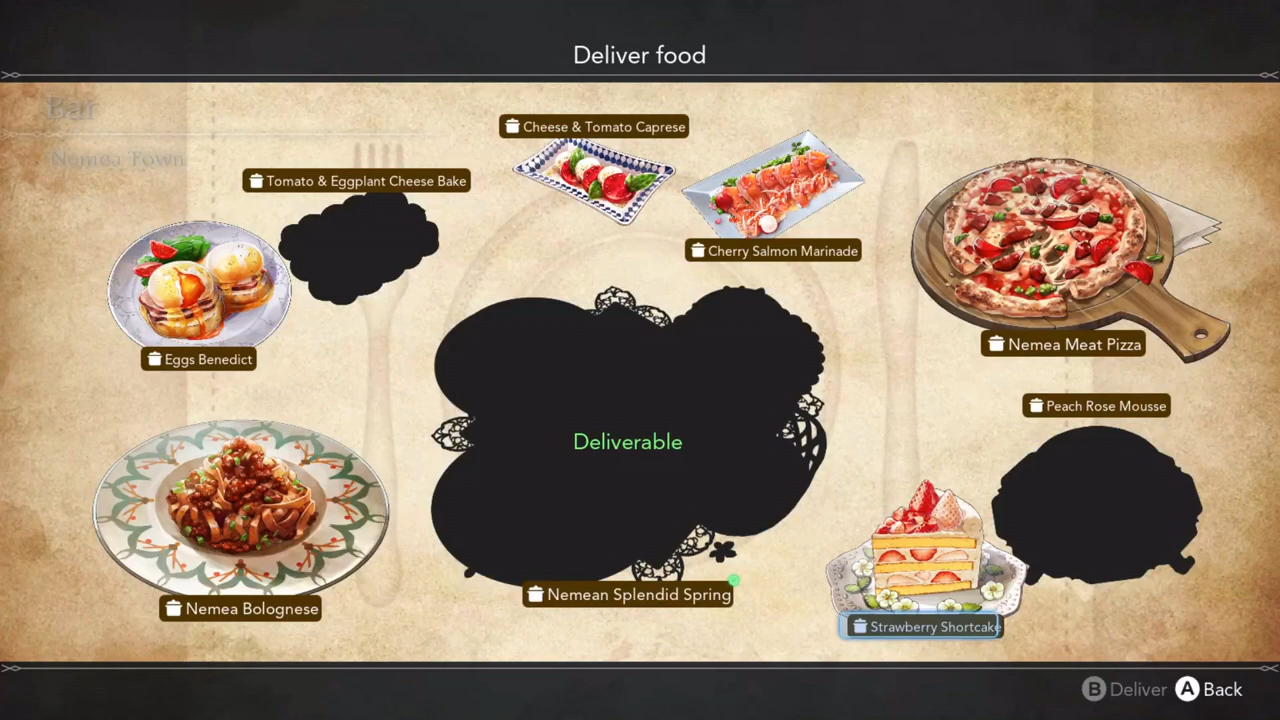 Deliver food
Bar
Nemea Town
Cheese & Tomato Caprese
Tomato & Eggplant Cheese Bake
Cherry Salmon Marinade
Eggs Benedict
Nemea Meat Pizza
Peach Rose Mousse
Deliverable
Nemean Splendid Spring
Nemea Bolognese
Strawberry Shortcake
B Deliver A Back